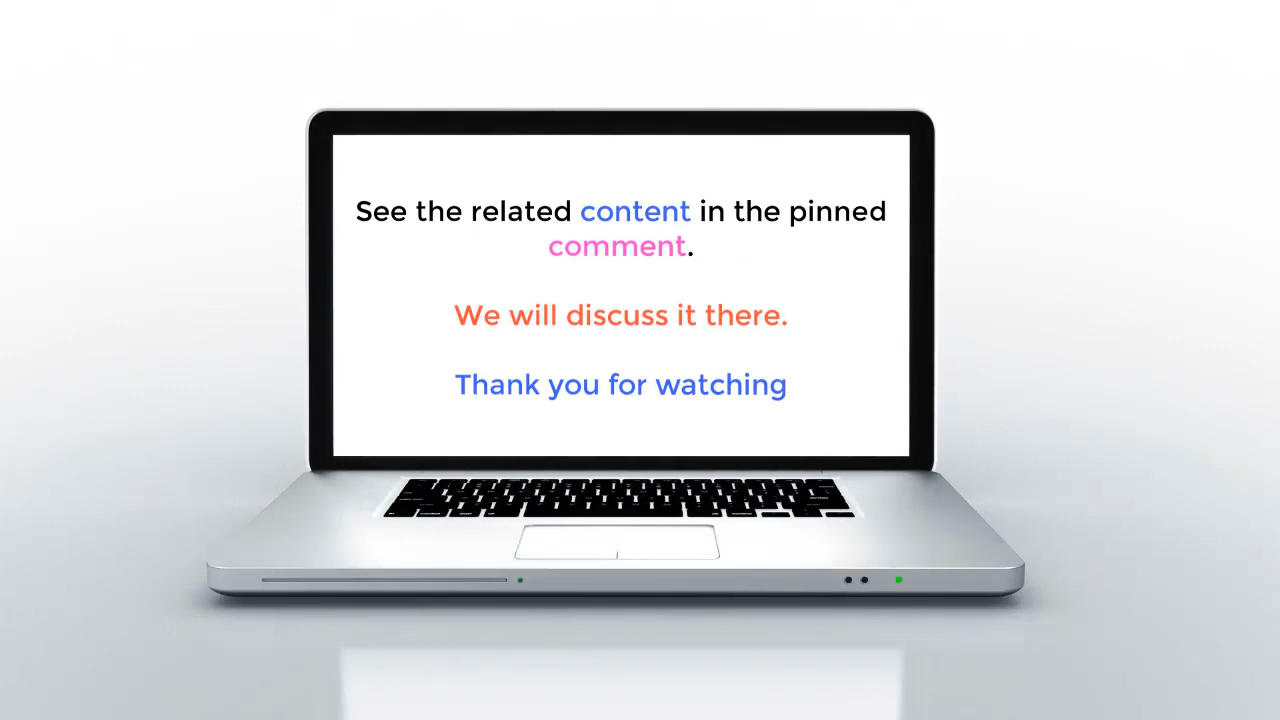 See the related content in the pinned
comment.
We will discuss it there.
Thank you for watching